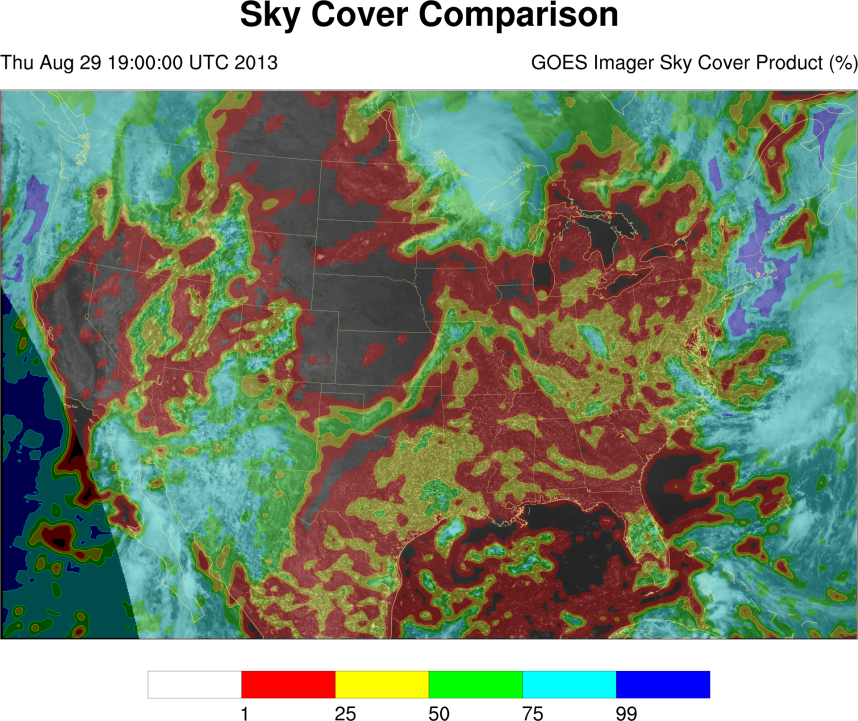 Sky Cover Comparison
Thu Aug 29 19:00:00 UTC 2013 GOES Imager Sky Cover Product (%)
1 25 50 75 99